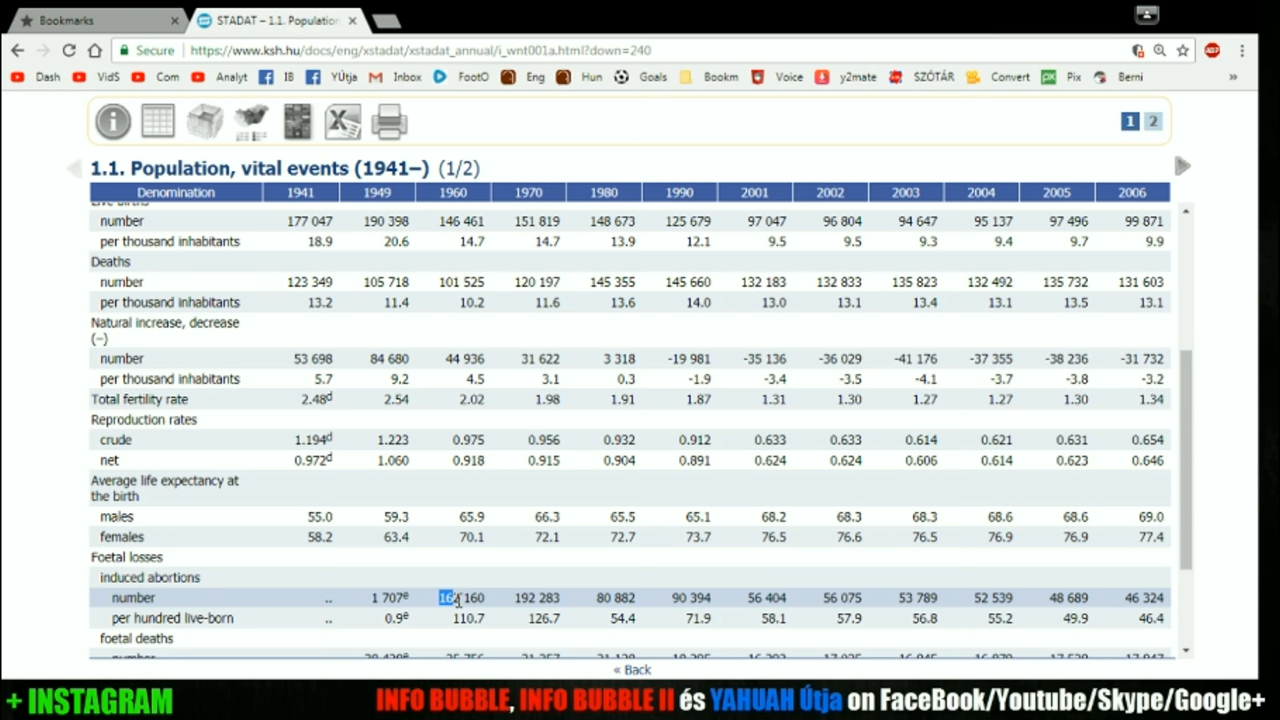 Bookmarks
STADAT – 1.1. Population
Secure https://www.ksh.hu/docs/eng/xstadat/xstadat_annual/i_wnt001a.html?down=240
Dash VidS Com Analyt IB YÚtja Inbox FootO Eng Hun Goals Bookm Voice y2mate SZÓTÁR Convert Pix Berni »
1 2
1.1. Population, vital events (1941–) (1/2)
Denomination 1941 1949 1960 1970 1980 1990 2001 2002 2003 2004 2005 2006
Live births
number 177 047 190 398 146 461 151 819 148 673 125 679 97 047 96 804 94 647 95 137 97 496 99 871
per thousand inhabitants 18.9 20.6 14.7 14.7 13.9 12.1 9.5 9.5 9.3 9.4 9.7 9.9
Deaths
number 123 349 105 718 101 525 120 197 145 355 145 660 132 183 132 833 135 823 132 492 135 732 131 603
per thousand inhabitants 13.2 11.4 10.2 11.6 13.6 14.0 13.0 13.1 13.4 13.1 13.5 13.1
Natural increase, decrease
(–)
number 53 698 84 680 44 936 31 622 3 318 -19 981 -35 136 -36 029 -41 176 -37 355 -38 236 -31 732
per thousand inhabitants 5.7 9.2 4.5 3.1 0.3 -1.9 -3.4 -3.5 -4.1 -3.7 -3.8 -3.2
Total fertility rate 2.48d 2.54 2.02 1.98 1.91 1.87 1.31 1.30 1.27 1.27 1.30 1.34
Reproduction rates
crude 1.194d 1.223 0.975 0.956 0.932 0.912 0.633 0.633 0.614 0.621 0.631 0.654
net 0.972d 1.060 0.918 0.915 0.904 0.891 0.624 0.624 0.606 0.614 0.623 0.646
Average life expectancy at
the birth
males 55.0 59.3 65.9 66.3 65.5 65.1 68.2 68.3 68.3 68.6 68.6 69.0
females 58.2 63.4 70.1 72.1 72.7 73.7 76.5 76.6 76.5 76.9 76.9 77.4
Foetal losses
induced abortions
number .. 1 707e 160 192 283 80 882 90 394 56 404 56 075 53 789 52 539 48 689 46 324
per hundred live-born .. 0.9e 110.7 126.7 54.4 71.9 58.1 57.9 56.8 55.2 49.9 46.4
foetal deaths
number
« Back
+ INSTAGRAM INFO BUBBLE, INFO BUBBLE II és YAHUAH Útja on FaceBook/Youtube/Skype/Google+